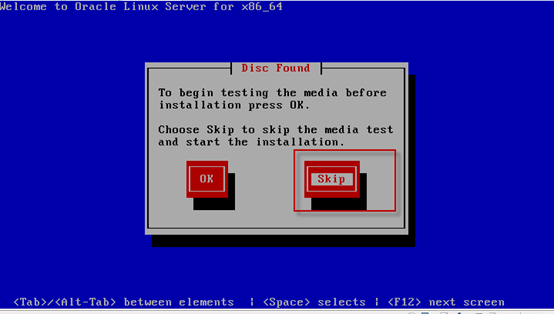 Welcome to Oracle Linux Server for x86_64
Disc Found
To begin testing the media before
installation press OK.
Choose Skip to skip the media test
and start the installation.
OK Skip
<Tab>/<Alt-Tab> between elements | <Space> selects | <F12> next screen